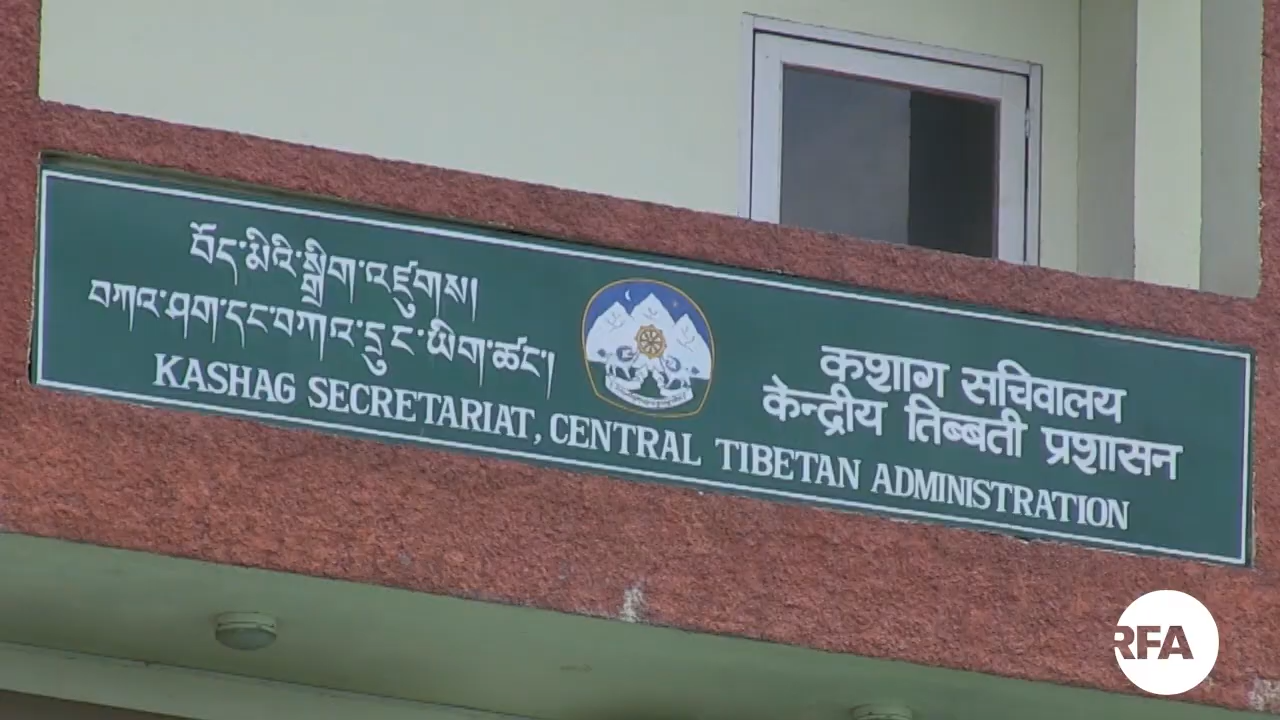 བོད་མིའི་སྒྲིག་འཛུགས།
བཀའ་ཤག་དང་བཀའ་དྲུང་ཡིག་ཚང་།
KASHAG SECRETARIAT, CENTRAL TIBETAN ADMINISTRATION
कशाग सचिवालय
केन्द्रीय तिब्बती प्रशासन
RFA